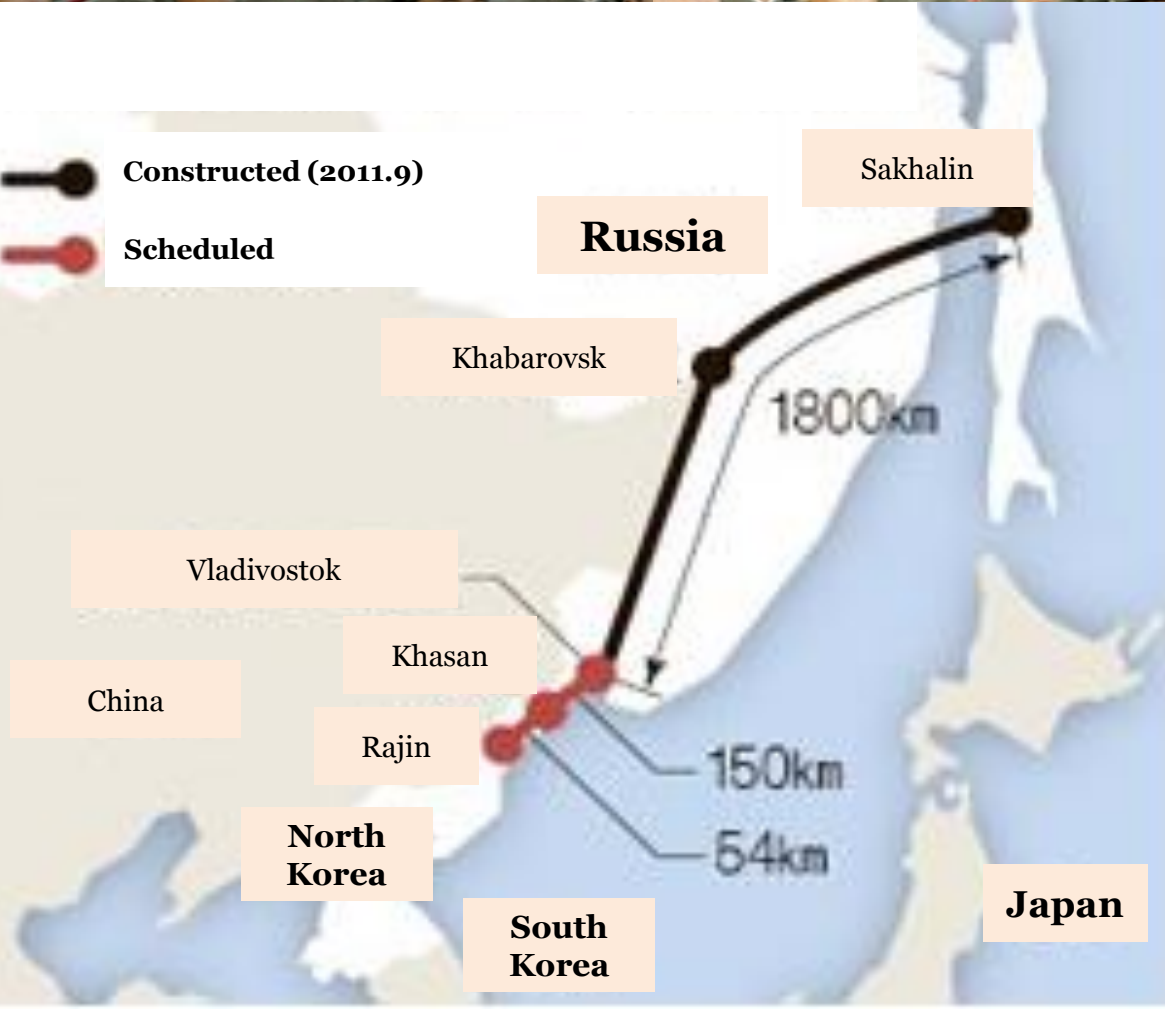 Constructed (2011.9)
Scheduled
Sakhalin
Russia
Khabarovsk
1800km
Vladivostok
Khasan
China
Rajin
150km
54km
North
Korea
South
Korea
Japan